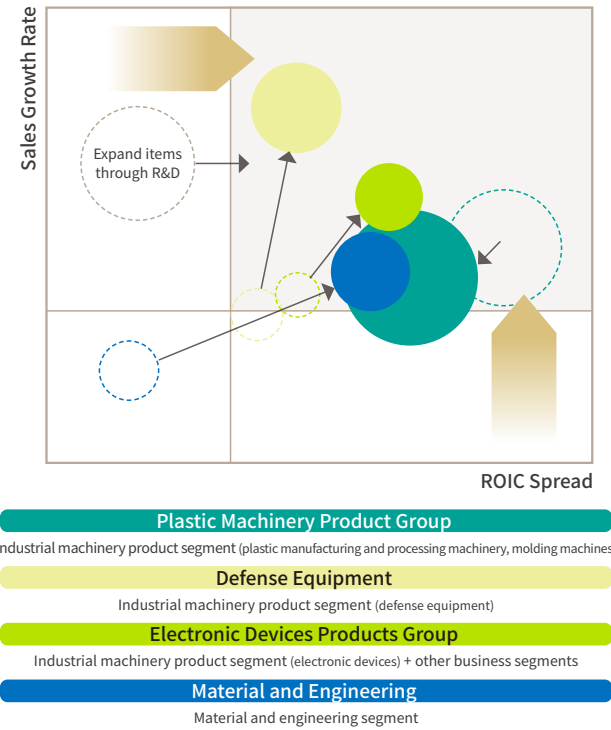 Sales Growth Rate
Expand items
through R&D
ROIC Spread
Plastic Machinery Product Group
ndustrial machinery product segment (plastic manufacturing and processing machinery, molding machines
Defense Equipment
Industrial machinery product segment (defense equipment)
Electronic Devices Products Group
Industrial machinery product segment (electronic devices) + other business segments
Material and Engineering
Material and engineering segment